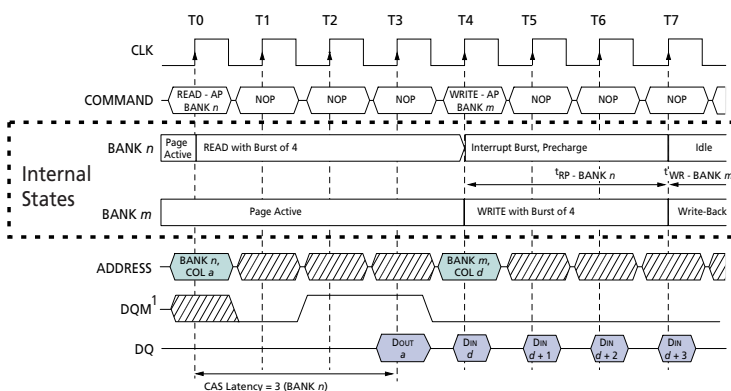 T0 T1 T2 T3 T4 T5 T6 T7
CLK
COMMAND
READ - AP
BANK n
NOP NOP NOP
WRITE - AP
BANK m
NOP NOP NOP
Internal
States
BANK n
Page
Active
READ with Burst of 4
Interrupt Burst, Precharge
Idle
tRP - BANK n
tWR - BANK m
BANK m
Page Active
WRITE with Burst of 4
Write-Back
ADDRESS
BANK n,
COL a
BANK m,
COL d
DQM1
DQ
DOUT
a
DIN
d
DIN
d + 1
DIN
d + 2
DIN
d + 3
CAS Latency = 3 (BANK n)